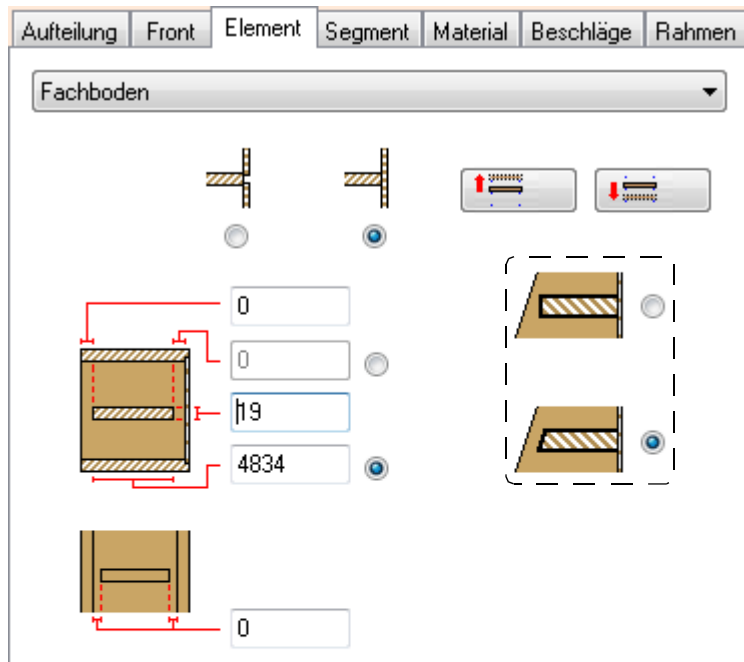 Aufteilung Front Element Segment Material Beschläge Rahmen
Fachboden
0
0
19
4834
0